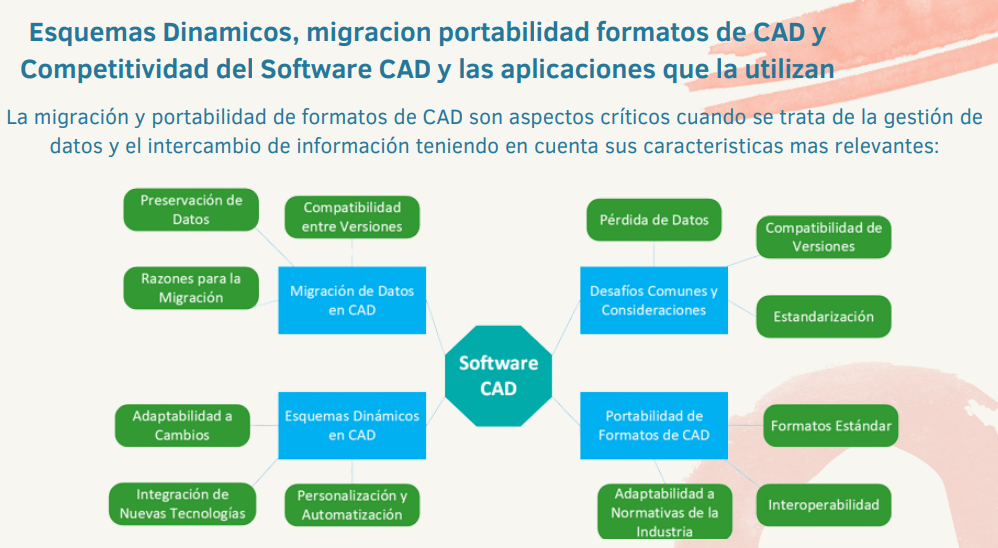 Esquemas Dinamicos, migracion portabilidad formatos de CAD y
Competitividad del Software CAD y las aplicaciones que la utilizan
La migración y portabilidad de formatos de CAD son aspectos críticos cuando se trata de la gestión de
datos y el intercambio de información teniendo en cuenta sus caracteristicas mas relevantes:
Preservación de
Datos
Compatibilidad
entre Versiones
Razones para la
Migración
Migración de Datos
en CAD
Pérdida de Datos
Compatibilidad de
Versiones
Desafíos Comunes y
Consideraciones
Estandarización
Software
CAD
Adaptabilidad a
Cambios
Esquemas Dinámicos
en CAD
Integración de
Nuevas Tecnologías
Personalización y
Automatización
Portabilidad de
Formatos de CAD
Formatos Estándar
Adaptabilidad a
Normativas de la
Industria
Interoperabilidad